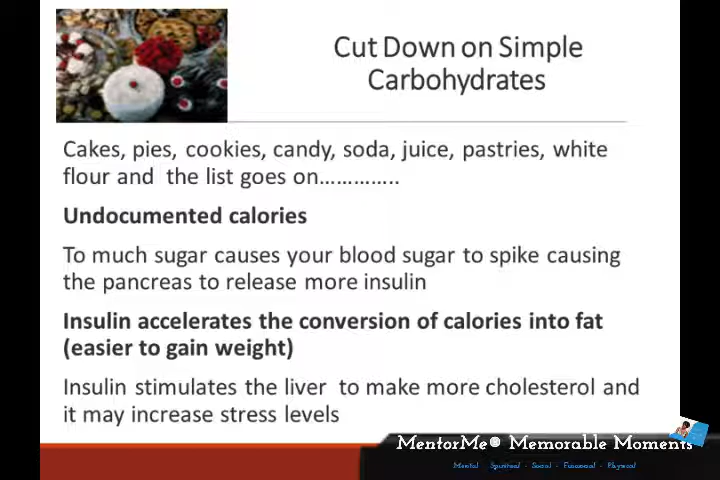 Cut Down on Simple
Carbohydrates
Cakes, pies, cookies, candy, soda, juice, pastries, white
flour and the list goes on…………..
Undocumented calories
To much sugar causes your blood sugar to spike causing
the pancreas to release more insulin
Insulin accelerates the conversion of calories into fat
(easier to gain weight)
Insulin stimulates the liver to make more cholesterol and
it may increase stress levels
MentorMe® Memorable Moments
Mental - Spiritual - Social - Financial - Physical